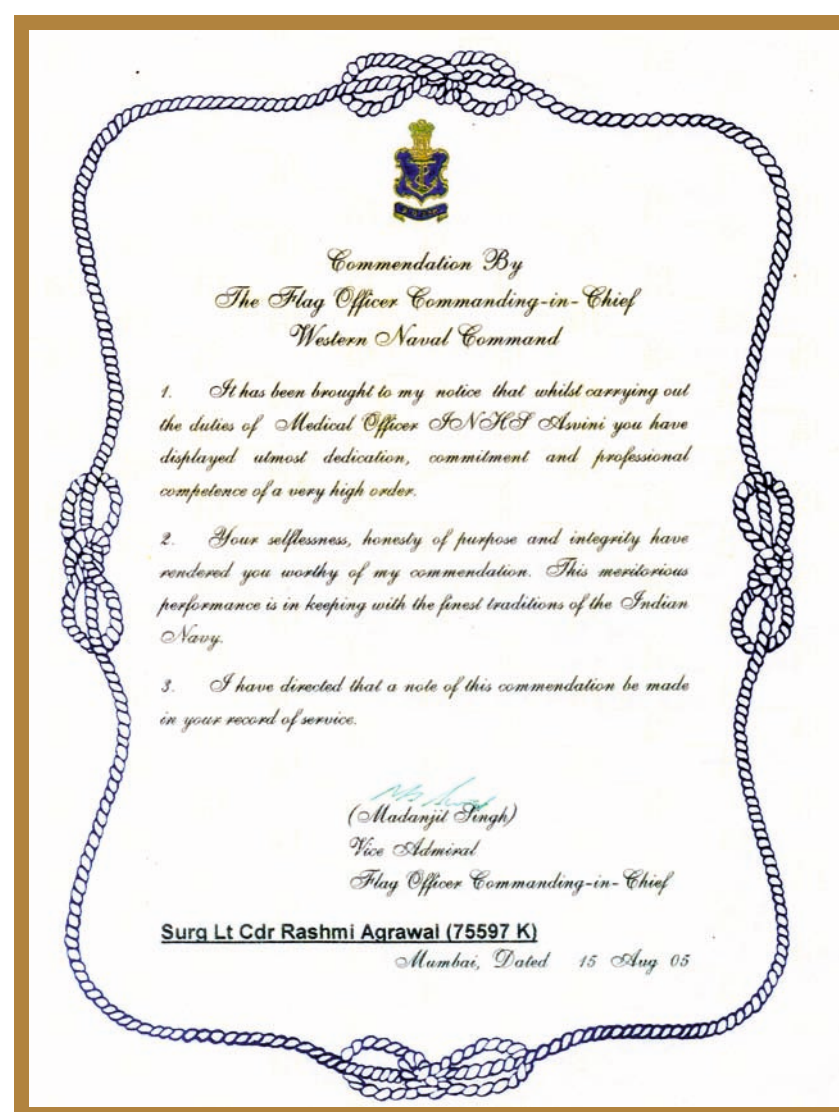 Commendation By
The Flag Officer Commanding-in-Chief
Western Naval Command
1. It has been brought to my notice that whilst carrying out
the duties of Medical Officer INHS Asvini you have
displayed utmost dedication, commitment and professional
competence of a very high order.
2. Your selflessness, honesty of purpose and integrity have
rendered you worthy of my commendation. This meritorious
performance is in keeping with the finest traditions of the Indian
Navy.
3. I have directed that a note of this commendation be made
in your record of service.
(Madanjit Singh)
Vice Admiral
Flag Officer Commanding-in-Chief
Surg Lt Cdr Rashmi Agrawal (75597 K)
Mumbai, Dated 15 Aug 05